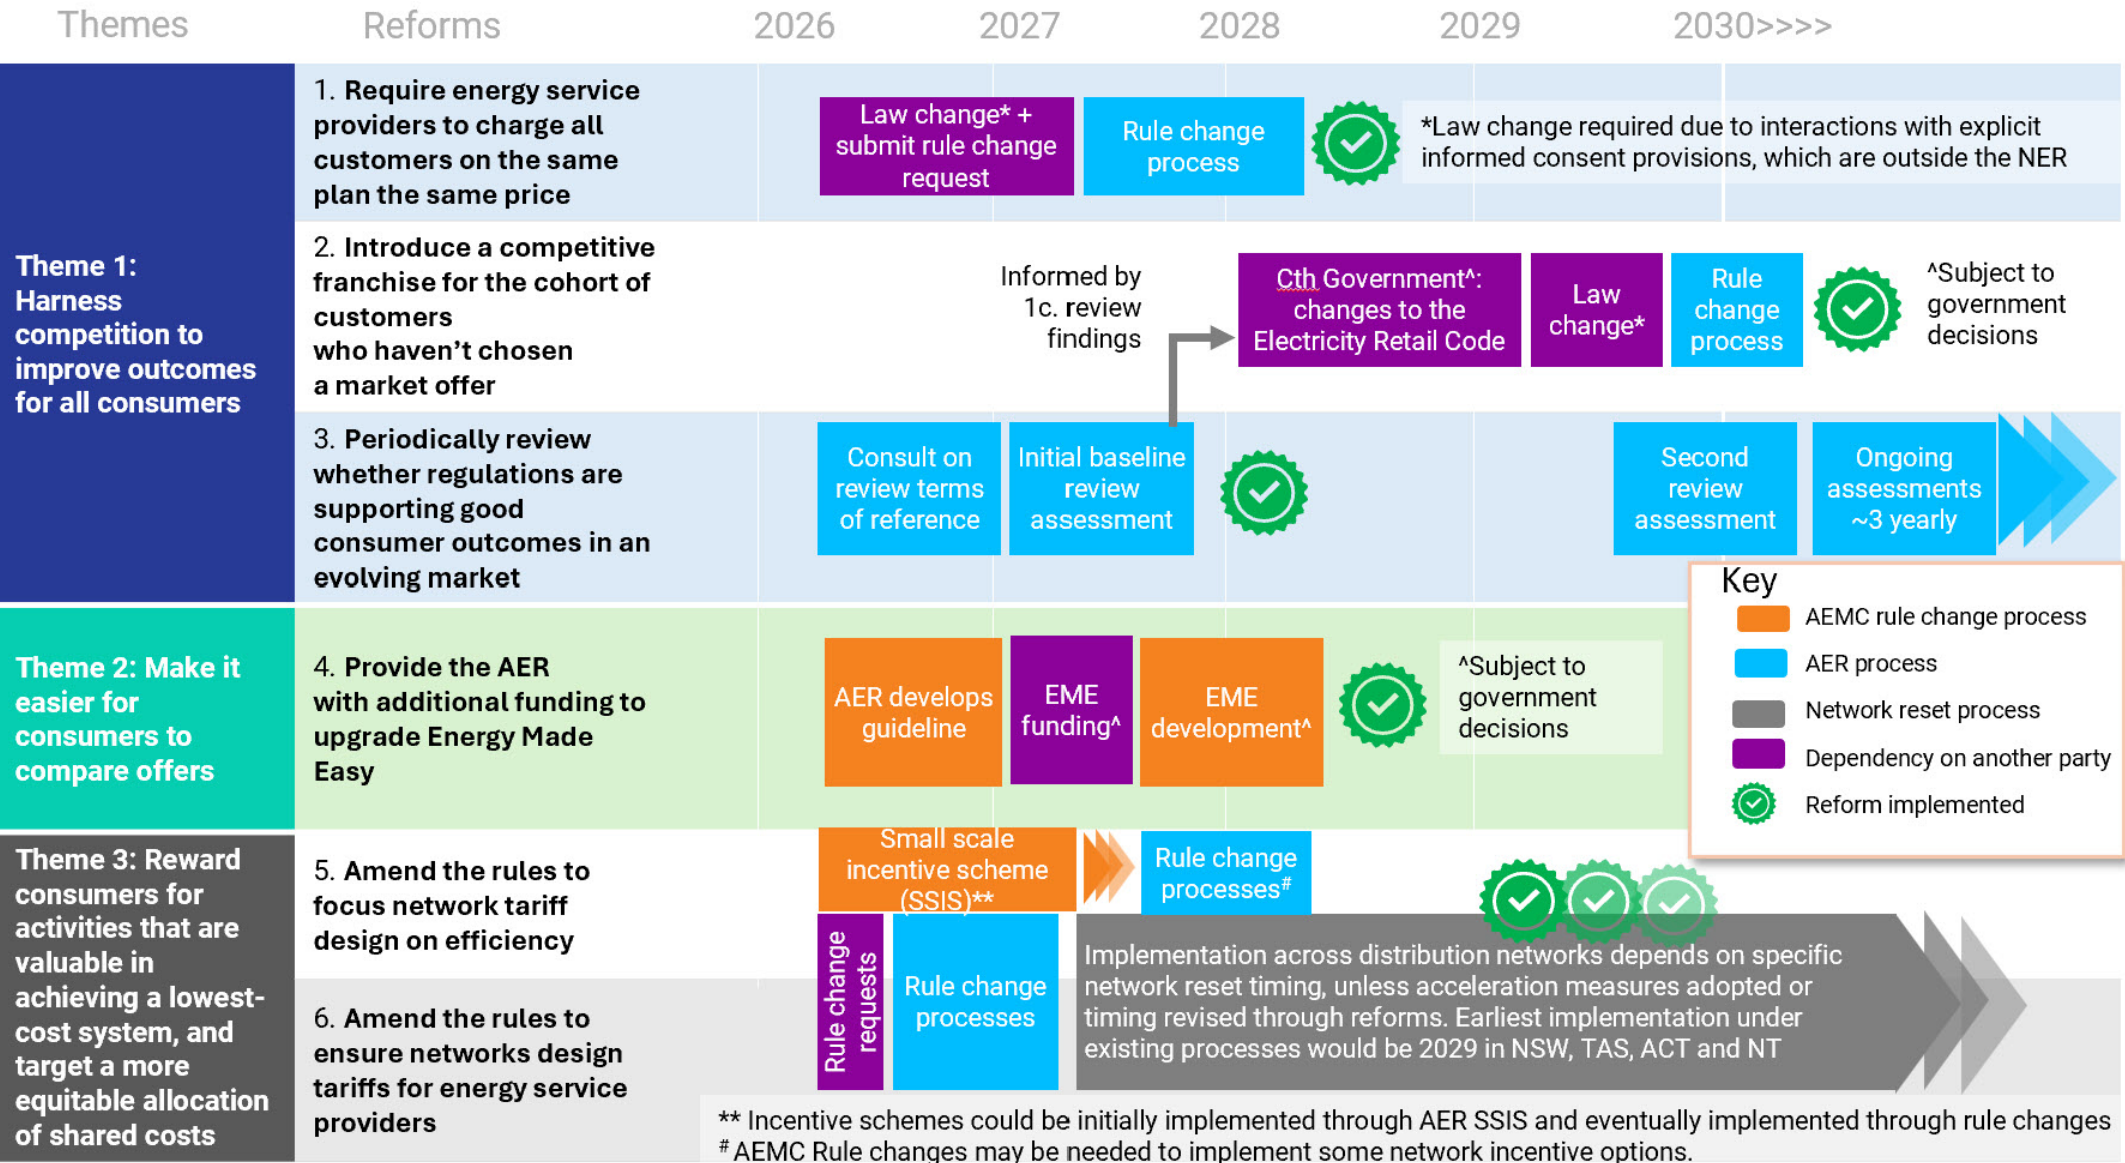 Themes Reforms 2026 2027 2028 2029 2030>>>>
Theme 1:
Harness
competition to
improve outcomes
for all consumers
1. Require energy service
providers to charge all
customers on the same
plan the same price
Law change* +
submit rule change
request
Rule change
process
*Law change required due to interactions with explicit
informed consent provisions, which are outside the NER
2. Introduce a competitive
franchise for the cohort of
customers
who haven't chosen
a market offer
Informed by
1c. review
findings
Cth Government^:
changes to the
Electricity Retail Code
Law
change*
Rule
change
process
^Subject to
government
decisions
3. Periodically review
whether regulations are
supporting good
consumer outcomes in an
evolving market
Consult on
review terms
of reference
Initial baseline
review
assessment
Second
review
assessment
Ongoing
assessments
~3 yearly
Key
AEMC rule change process
AER process
Network reset process
Dependency on another party
Reform implemented
Theme 2: Make it
easier for
consumers to
compare offers
4. Provide the AER
with additional funding to
upgrade Energy Made
Easy
AER develops
guideline
EME
funding^
EME
development^
^Subject to
government
decisions
Theme 3: Reward
consumers for
activities that are
valuable in
achieving a lowest-
cost system, and
target a more
equitable allocation
of shared costs
5. Amend the rules to
focus network tariff
design on efficiency
Small scale
incentive scheme
(SSIS)**
Rule change
processes#
6. Amend the rules to
ensure networks design
tariffs for energy service
providers
Rule change
requests
Rule change
processes
Implementation across distribution networks depends on specific
network reset timing, unless acceleration measures adopted or
timing revised through reforms. Earliest implementation under
existing processes would be 2029 in NSW, TAS, ACT and NT
** Incentive schemes could be initially implemented through AER SSIS and eventually implemented through rule changes
# AEMC Rule changes may be needed to implement some network incentive options.